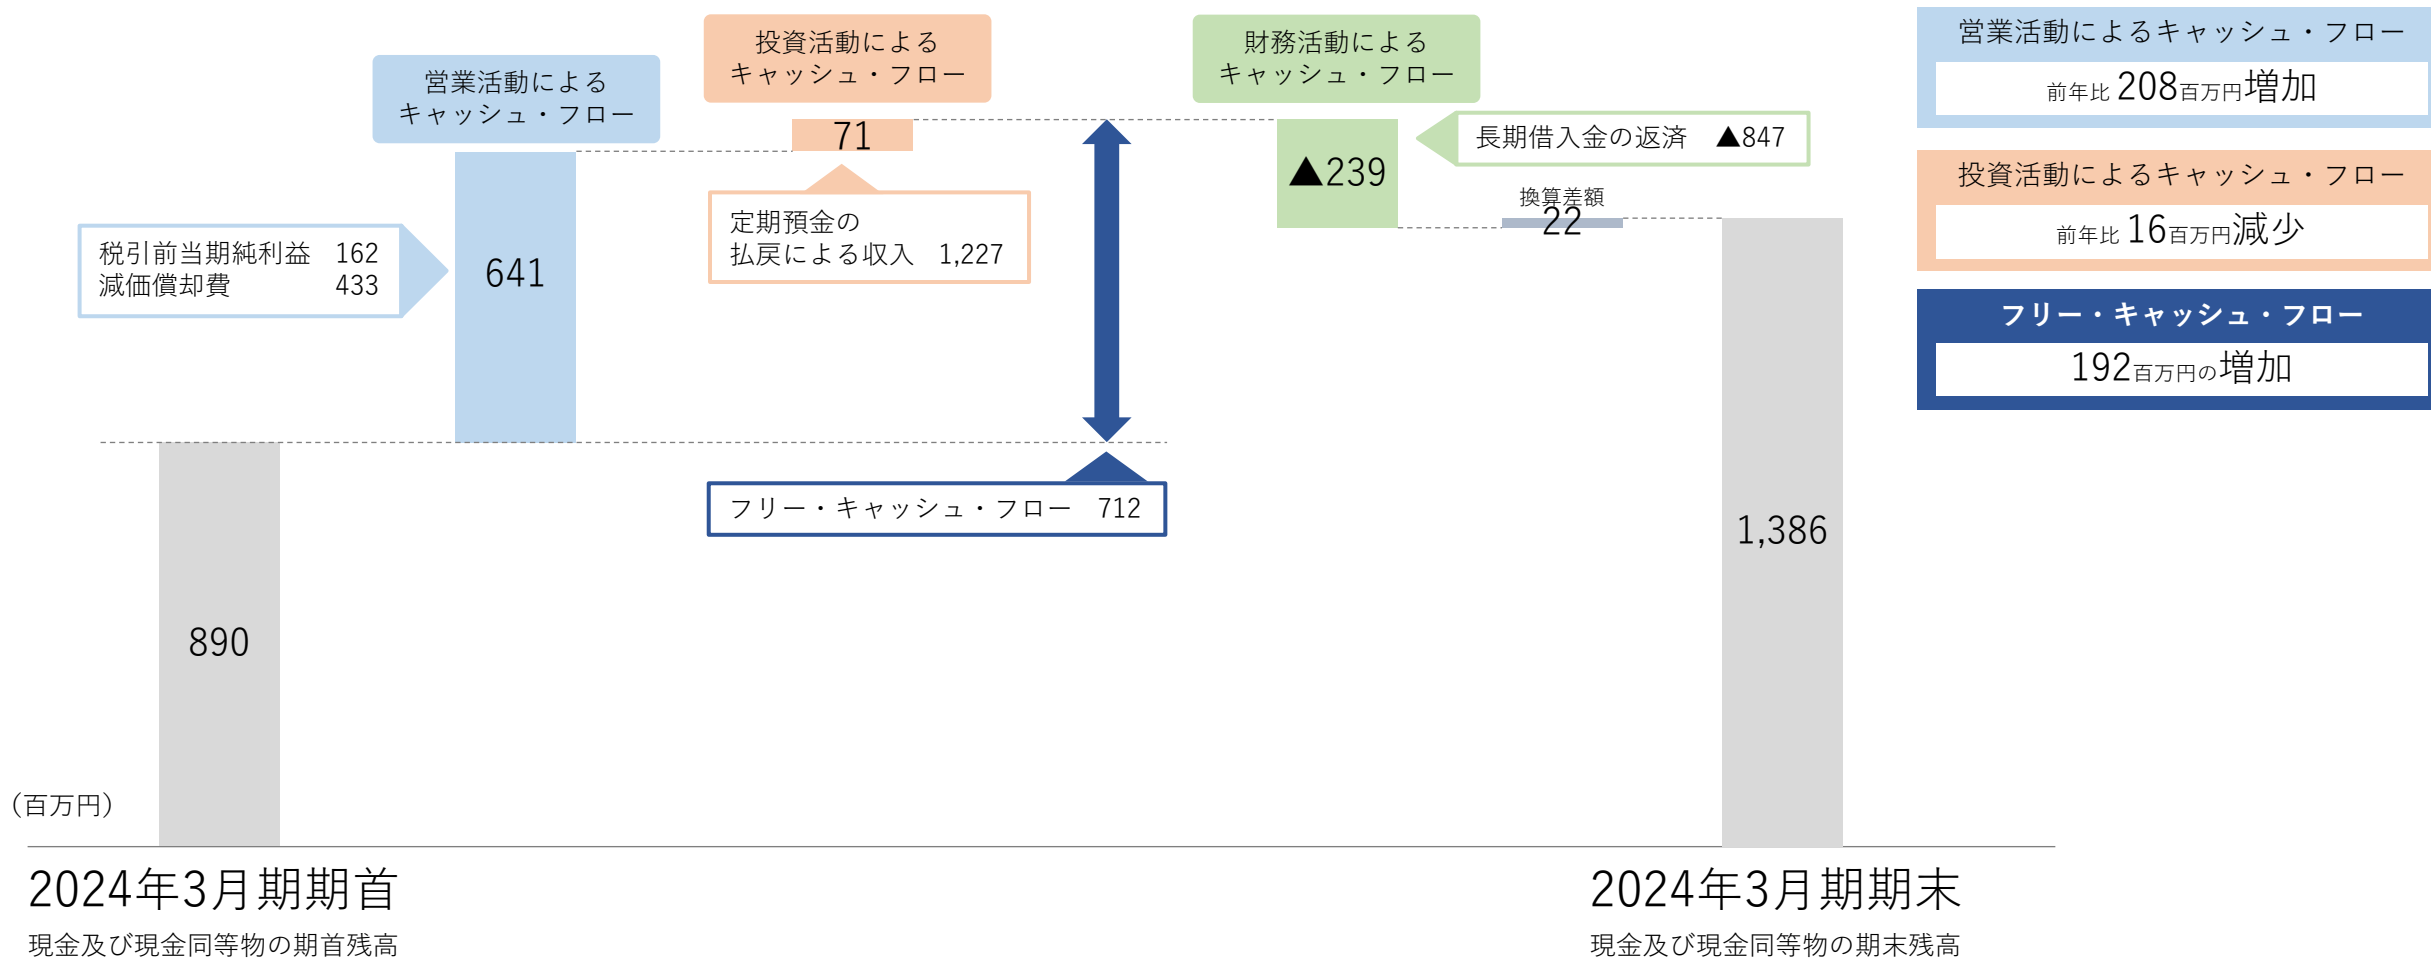 営業活動による
キャッシュ・フロー
投資活動による
キャッシュ・フロー
財務活動による
キャッシュ・フロー
税引前当期純利益 162
減価償却費 433
641
71
定期預金の
払戻による収入 1,227
▲239
長期借入金の返済 ▲847
換算差額
22
フリー・キャッシュ・フロー 712
890
1,386
(百万円)
2024年3月期期首
現金及び現金同等物の期首残高
2024年3月期期末
現金及び現金同等物の期末残高
営業活動によるキャッシュ・フロー
前年比 208百万円増加
投資活動によるキャッシュ・フロー
前年比 16百万円減少
フリー・キャッシュ・フロー
192百万円の増加